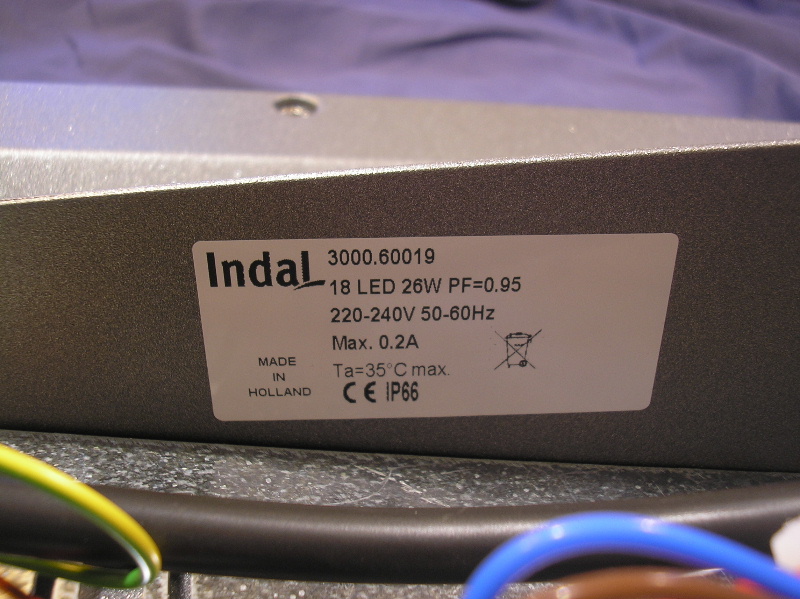 Indal
3000.60019
18 LED 26W PF=0.95
220-240V 50-60Hz
Max. 0.2A
Ta=35°C max.
CE IP66
MADE
IN
HOLLAND